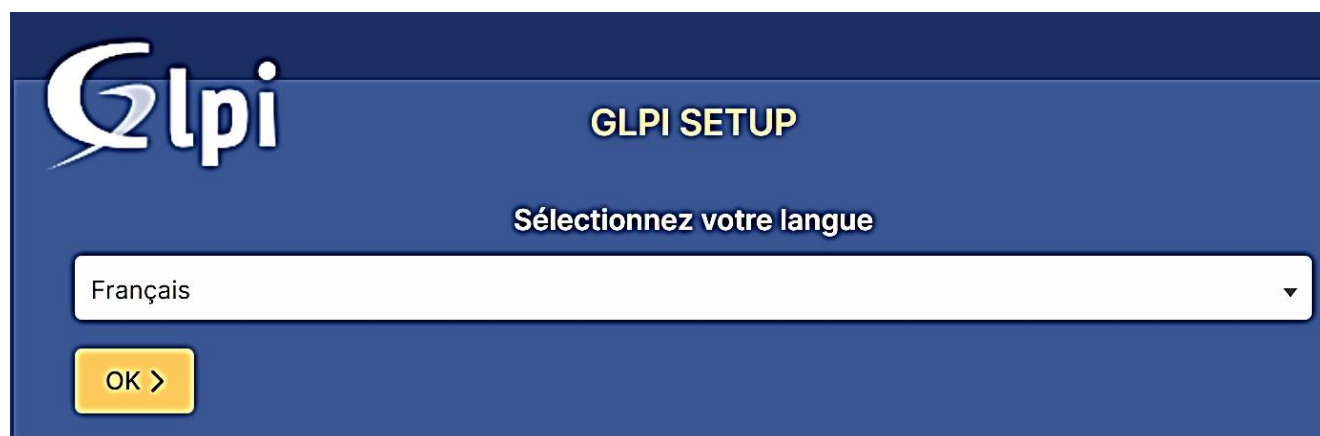 Glpi
GLPI SETUP
Sélectionnez votre langue
Français
OK >